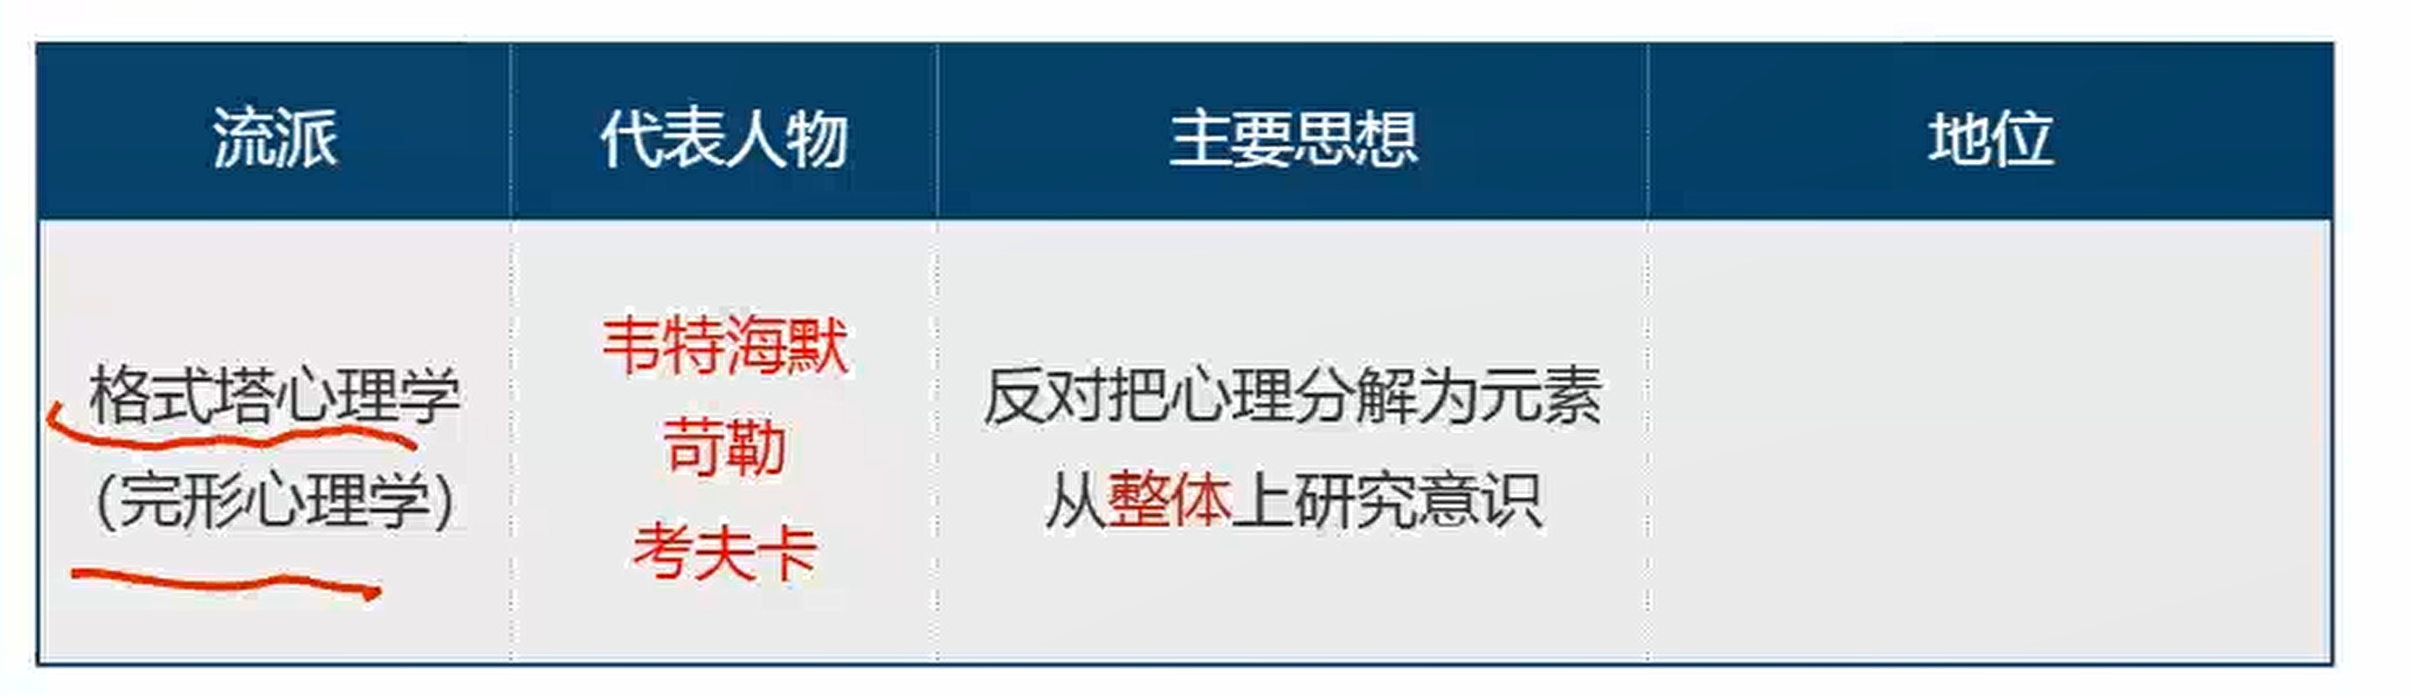 流派
代表人物
主要思想
地位
格式塔心理学
(完形心理学)
韦特海默
苛勒
考夫卡
反对把心理分解为元素
从整体上研究意识